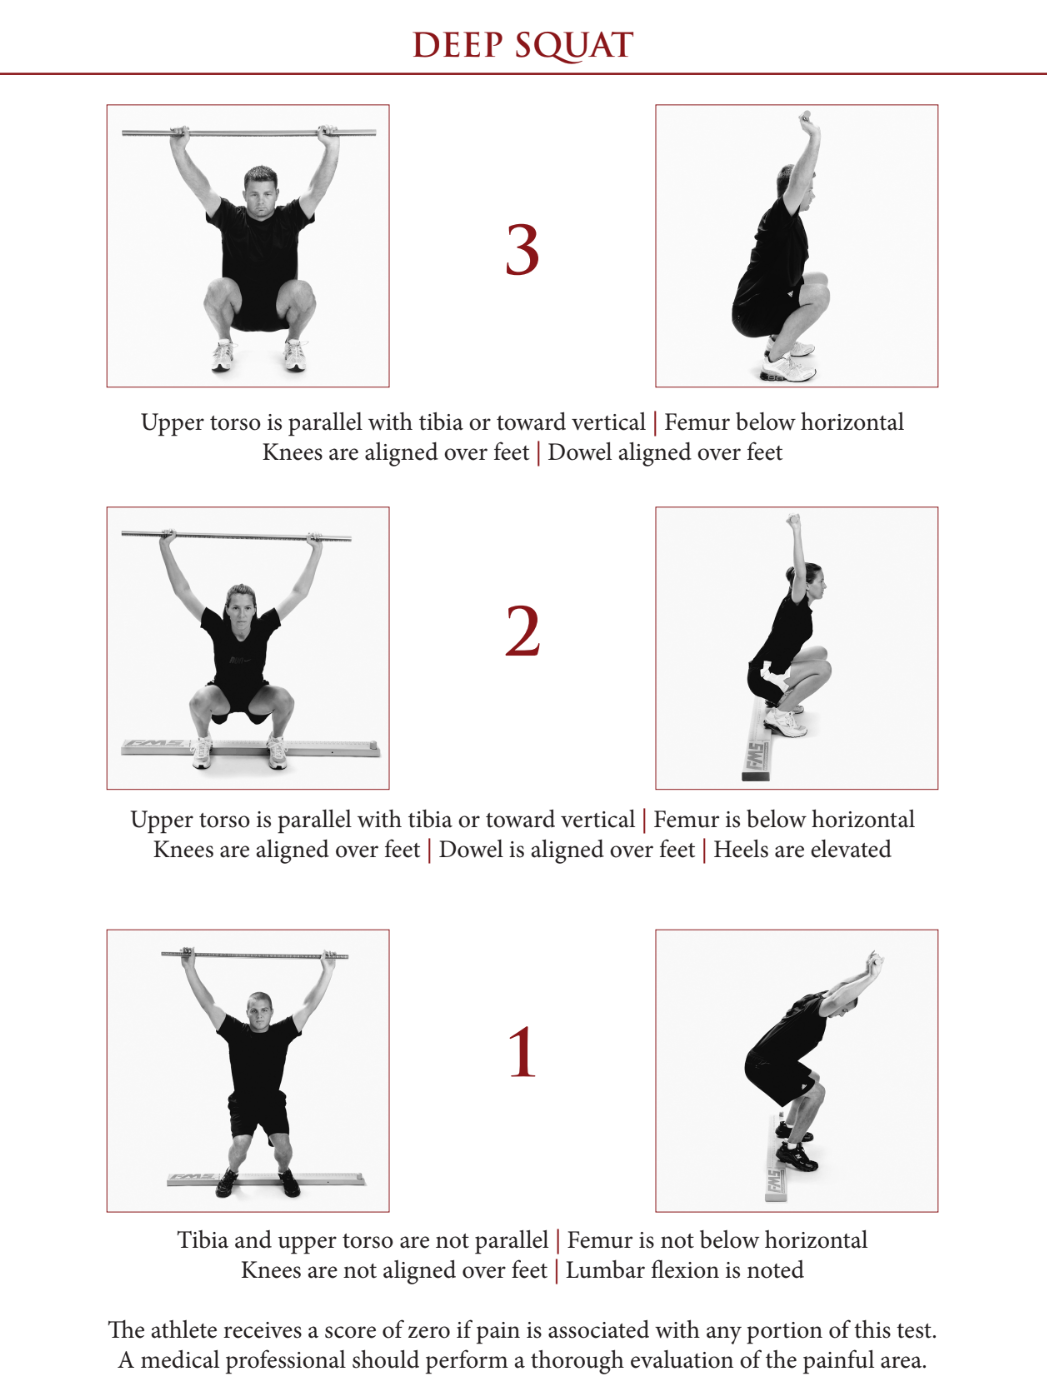 DEEP SQUAT
3
Upper torso is parallel with tibia or toward vertical | Femur below horizontal
Knees are aligned over feet | Dowel aligned over feet
2
FMS
FMS
Upper torso is parallel with tibia or toward vertical | Femur is below horizontal
Knees are aligned over feet | Dowel is aligned over feet | Heels are elevated
1
FMS
FMS
Tibia and upper torso are not parallel | Femur is not below horizontal
Knees are not aligned over feet | Lumbar flexion is noted
The athlete receives a score of zero if pain is associated with any portion of this test.
A medical professional should perform a thorough evaluation of the painful area.